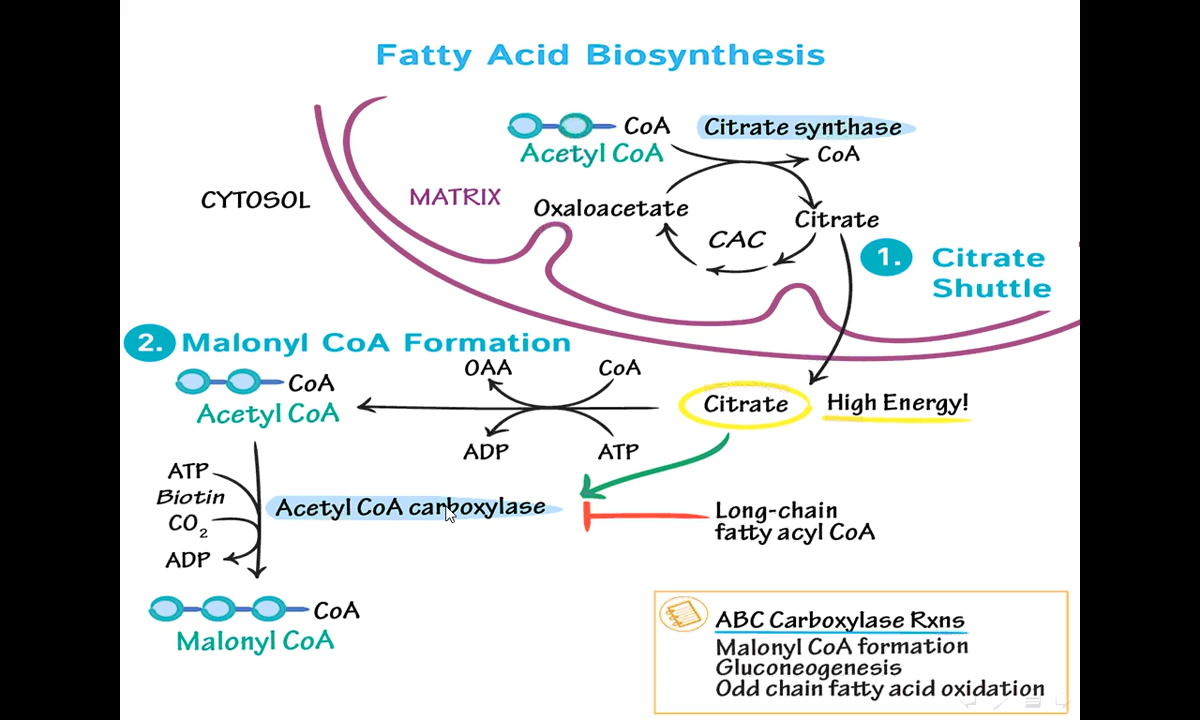 Fatty Acid Biosynthesis
CoA
Citrate synthase
Acetyl CoA
CoA
CYTOSOL
MATRIX
Oxaloacetate
Citrate
CAC
1. Citrate
Shuttle
2. Malonyl CoA Formation
OAA
CoA
CoA
Acetyl CoA
Citrate
High Energy!
ADP
ATP
ATP
Biotin
CO₂
ADP
Acetyl CoA carboxylase
Long-chain
fatty acyl CoA
CoA
Malonyl CoA
ABC Carboxylase Rxns
Malonyl CoA formation
Gluconeogenesis
Odd chain fatty acid oxidation